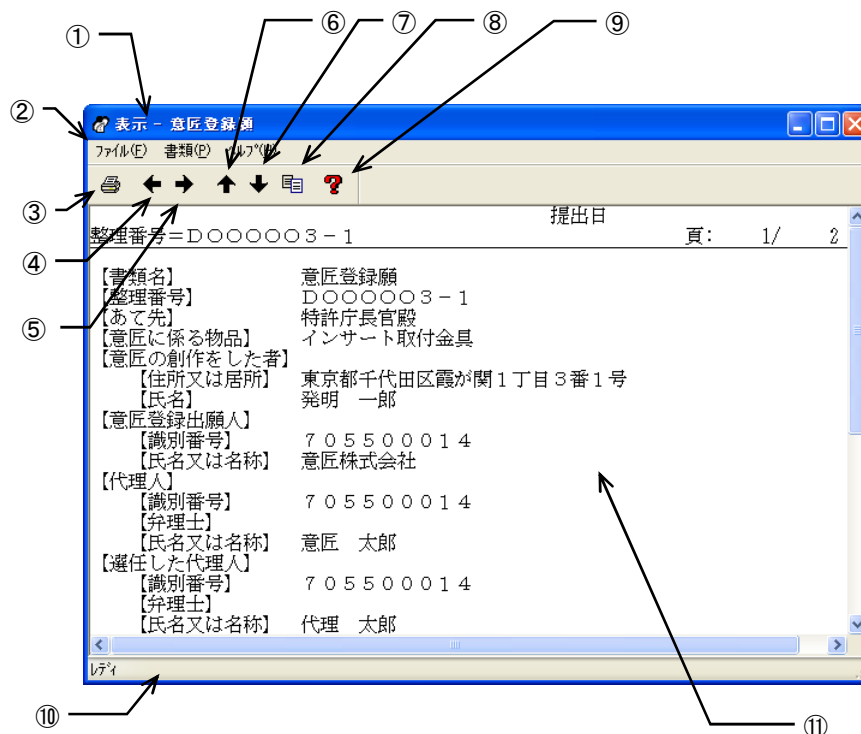 ①
⑥
⑦
⑧
⑨
②
表示 - 意匠登録願
ファイル(F) 書類(P) ヘルプ(H)
③
④
⑤
提出日
整理番号=D○○○○○3-1 頁: 1/ 2
【書類名】 意匠登録願
【整理番号】 D○○○○○3-1
【あて先】 特許庁長官殿
【意匠に係る物品】 インサート取付金具
【意匠の創作をした者】
【住所又は居所】 東京都千代田区霞が関1丁目3番1号
【氏名】 発明 一郎
【意匠登録出願人】
【識別番号】 705500014
【氏名又は名称】 意匠株式会社
【代理人】
【識別番号】 705500014
【弁理士】
【氏名又は名称】 意匠 太郎
【選任した代理人】
【識別番号】 705500014
【弁理士】
【氏名又は名称】 代理 太郎
レディ
⑩
⑪